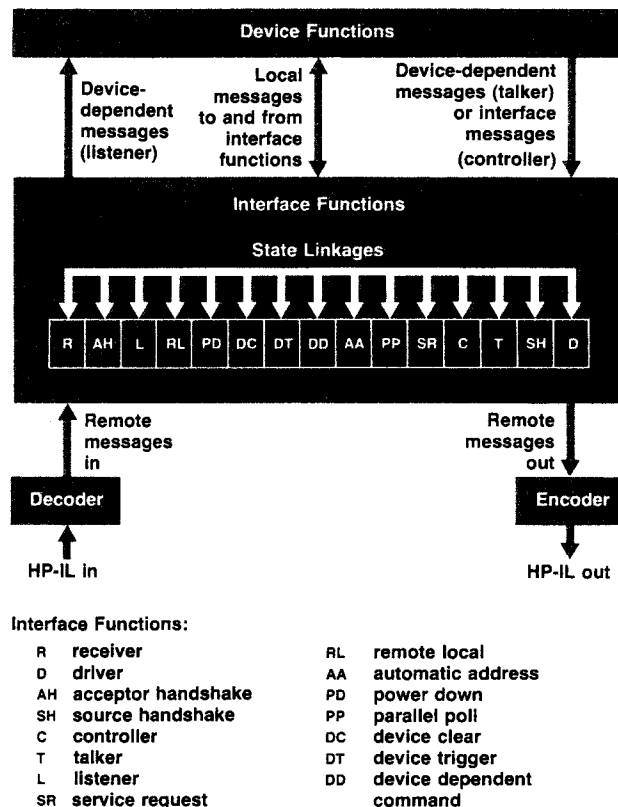 Device Functions
Device-
dependent
messages
(listener)
Local
messages
to and from
interface
functions
Device-dependent
messages (talker)
or interface
messages
(controller)
Interface Functions
State Linkages
R AH L RL PD DC DT DD AA PP SR C T SH D
Remote
messages
in
Remote
messages
out
Decoder
Encoder
HP-IL in
HP-IL out
Interface Functions:
R receiver
D driver
AH acceptor handshake
SH source handshake
C controller
T talker
L listener
SR service request
RL remote local
AA automatic address
PD power down
PP parallel poll
DC device clear
DT device trigger
DD device dependent
command